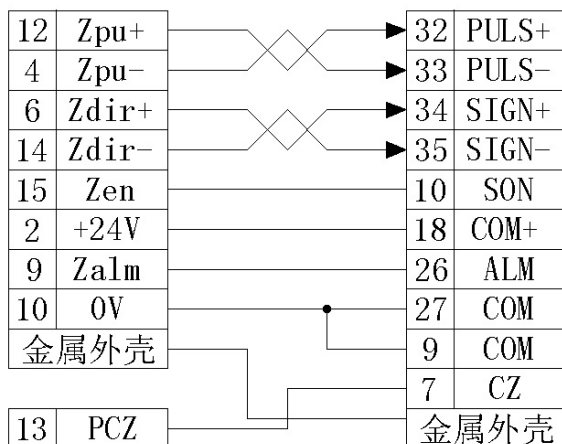 12 Zpu+ 32 PULS+
4 Zpu- 33 PULS-
6 Zdir+ 34 SIGN+
14 Zdir- 35 SIGN-
15 Zen 10 SON
2 +24V 18 COM+
9 Zalm 26 ALM
10 0V 27 COM
金属外壳 9 COM
7 CZ
13 PCZ 金属外壳